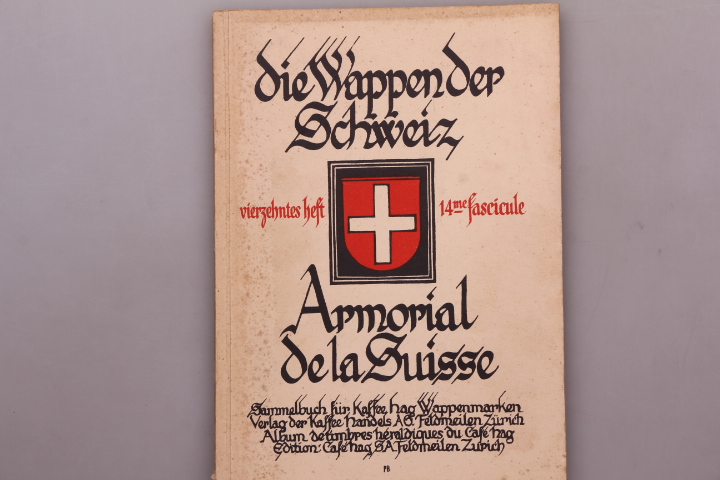 die Wappen der
Schweiz
vierzehntes heft 14me fascicule
Armorial
de la Suisse
Sammelbuch für Kaffee hag Wappenmarken
Verlag der Kaffee handels A.G. Feldmeilen Zürich
Album de timbres héraldiques du Café hag
Edition: Café hag, S.A. Feldmeilen Zürich
PB